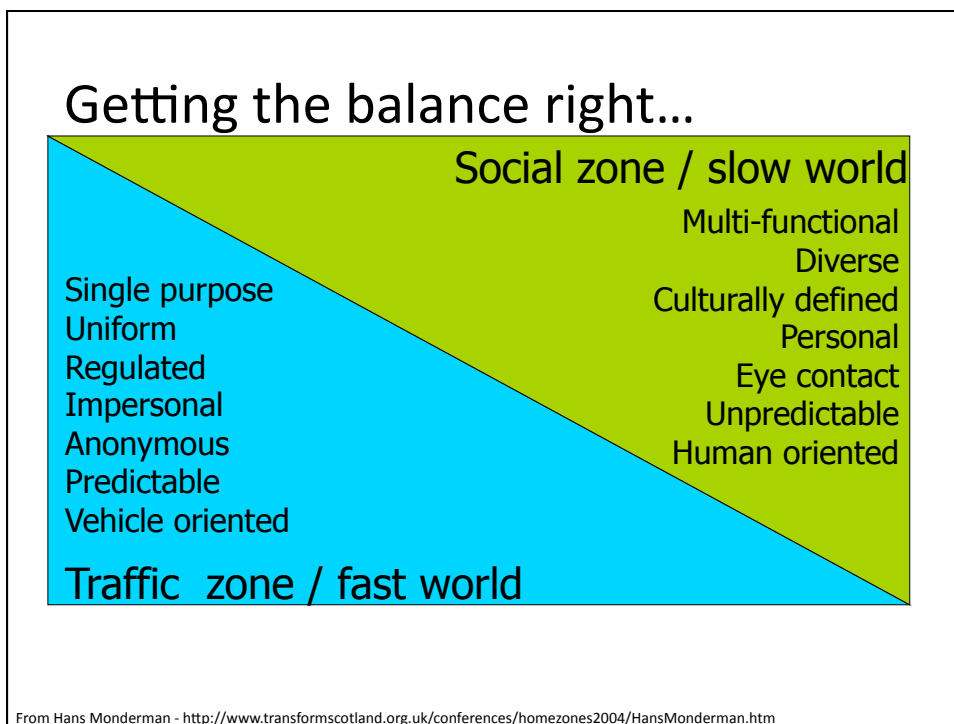 Getting the balance right...
Social zone / slow world
Multi-functional
Diverse
Culturally defined
Personal
Eye contact
Unpredictable
Human oriented
Single purpose
Uniform
Regulated
Impersonal
Anonymous
Predictable
Vehicle oriented
Traffic  zone / fast world
From Hans Monderman - http://www.transformscotland.org.uk/conferences/homezones2004/HansMonderman.htm